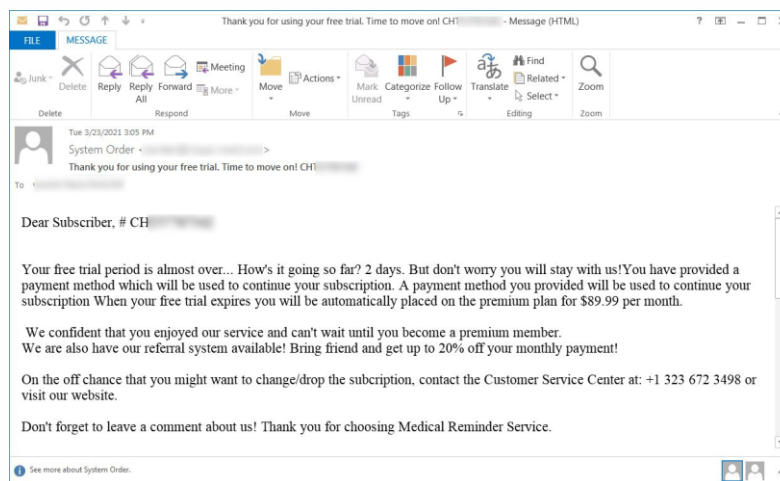 Thank you for using your free trial. Time to move on! CHT - Message (HTML)
FILE MESSAGE
Junk Delete Reply Reply All Forward Meeting More Move Actions Mark Unread Categorize Follow Up Translate Find Related Select Zoom
Delete Respond Move Tags Editing Zoom
Tue 3/23/2021 3:05 PM
System Order
Thank you for using your free trial. Time to move on! CHT
To
Dear Subscriber, # CH
Your free trial period is almost over... How's it going so far? 2 days. But don't worry you will stay with us!You have provided a
payment method which will be used to continue your subscription. A payment method you provided will be used to continue your
subscription When your free trial expires you will be automatically placed on the premium plan for $89.99 per month.
We confident that you enjoyed our service and can't wait until you become a premium member.
We are also have our referral system available! Bring friend and get up to 20% off your monthly payment!
On the off chance that you might want to change/drop the subcription, contact the Customer Service Center at: +1 323 672 3498 or
visit our website.
Don't forget to leave a comment about us! Thank you for choosing Medical Reminder Service.
See more about System Order.